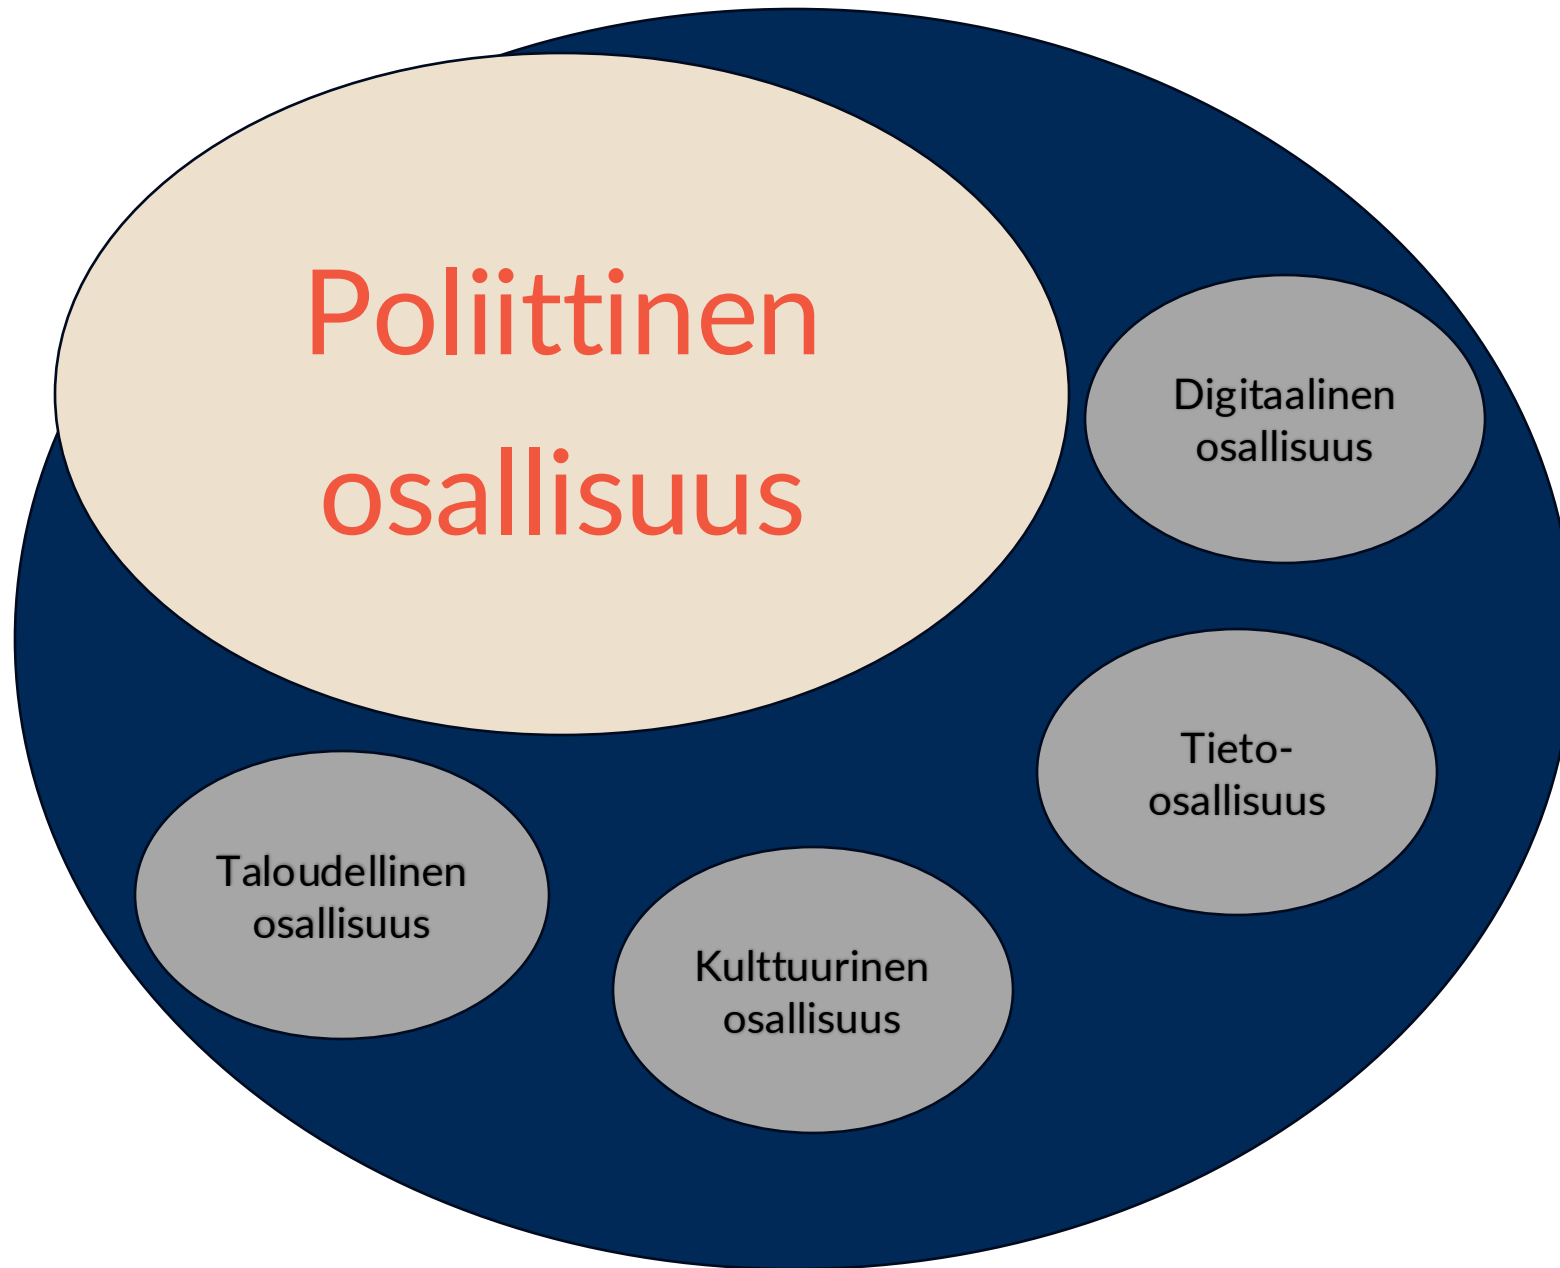 Poliittinen
osallisuus
Digitaalinen
osallisuus
Tieto-
osallisuus
Taloudellinen
osallisuus
Kulttuurinen
osallisuus